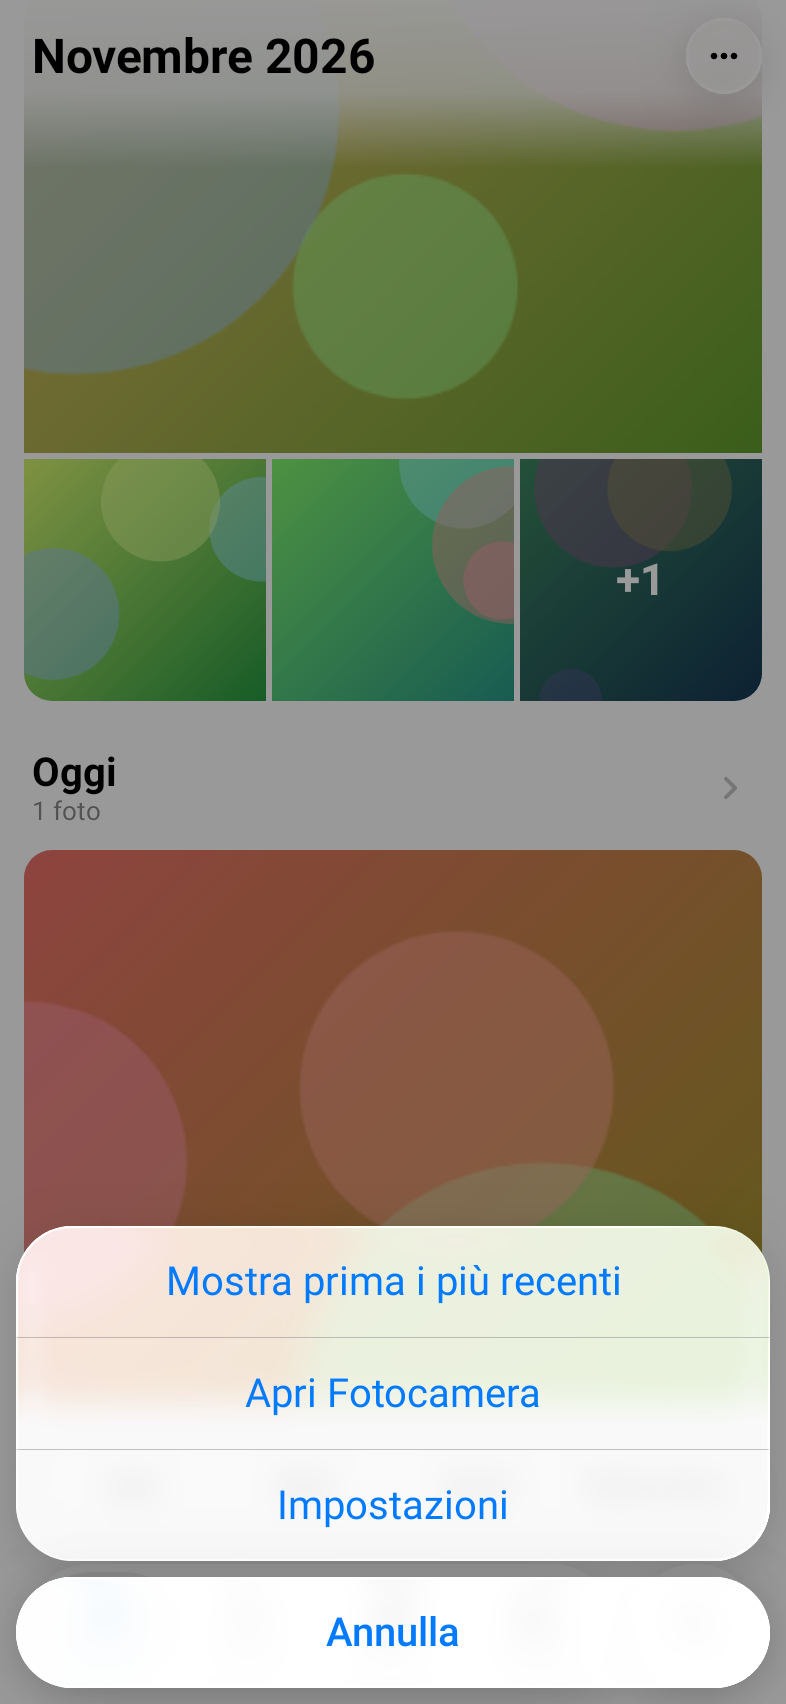 Novembre 2026
+1
Oggi
1 foto
Mostra prima i più recenti
Apri Fotocamera
Impostazioni
Annulla